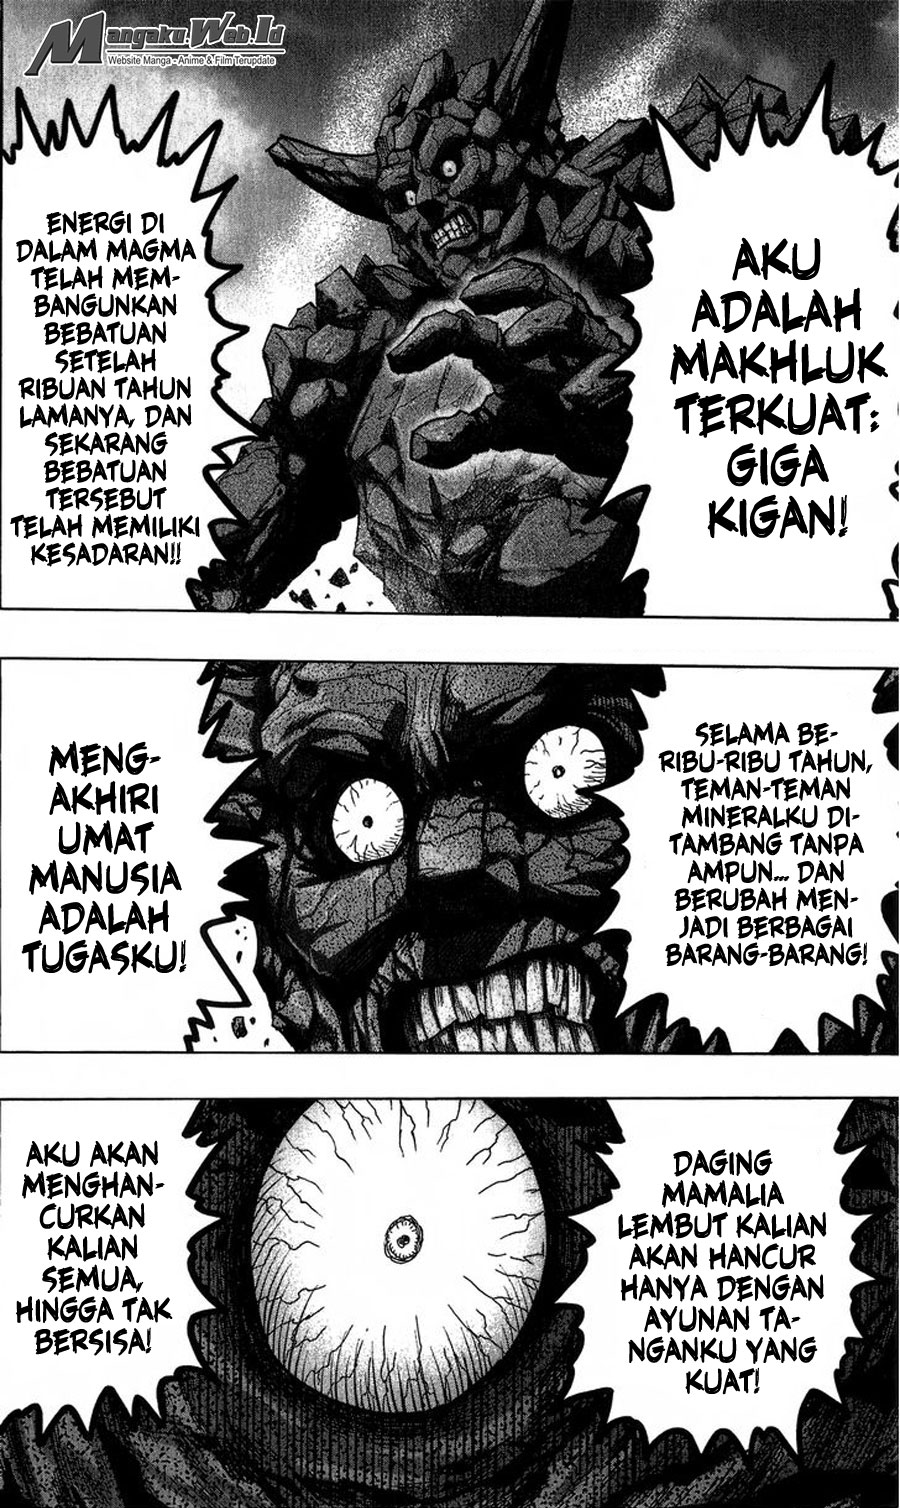 Mangaku.Web.Id
Website Manga - Anime & Film Terupdate
AKU
ADALAH
MAKHLUK
TERKUAT:
GIGA
KIGAN!
ENERGI DI
DALAM MAGMA
TELAH MEM-
BANGUNKAN
BEBATUAN
SETELAH
RIBUAN TAHUN
LAMANYA, DAN
SEKARANG
BEBATUAN
TERSEBUT
TELAH MEMILIKI
KESADARAN!!
SELAMA BE-
RIBU-RIBU TAHUN,
TEMAN-TEMAN
MINERALKU DI-
TAMBANG TANPA
AMPUN... DAN
BERUBAH MEN-
JADI BERBAGAI
BARANG-BARANG!
MENG-
AKHIRI
UMAT
MANUSIA
ADALAH
TUGASKU!
DAGING
MAMALIA
LEMBUT KALIAN
AKAN HANCUR
HANYA DENGAN
AYUNAN TA-
NGANKU YANG
KUAT!
AKU AKAN
MENGHAN-
CURKAN
KALIAN
SEMUA,
HINGGA TAK
BERSISA!